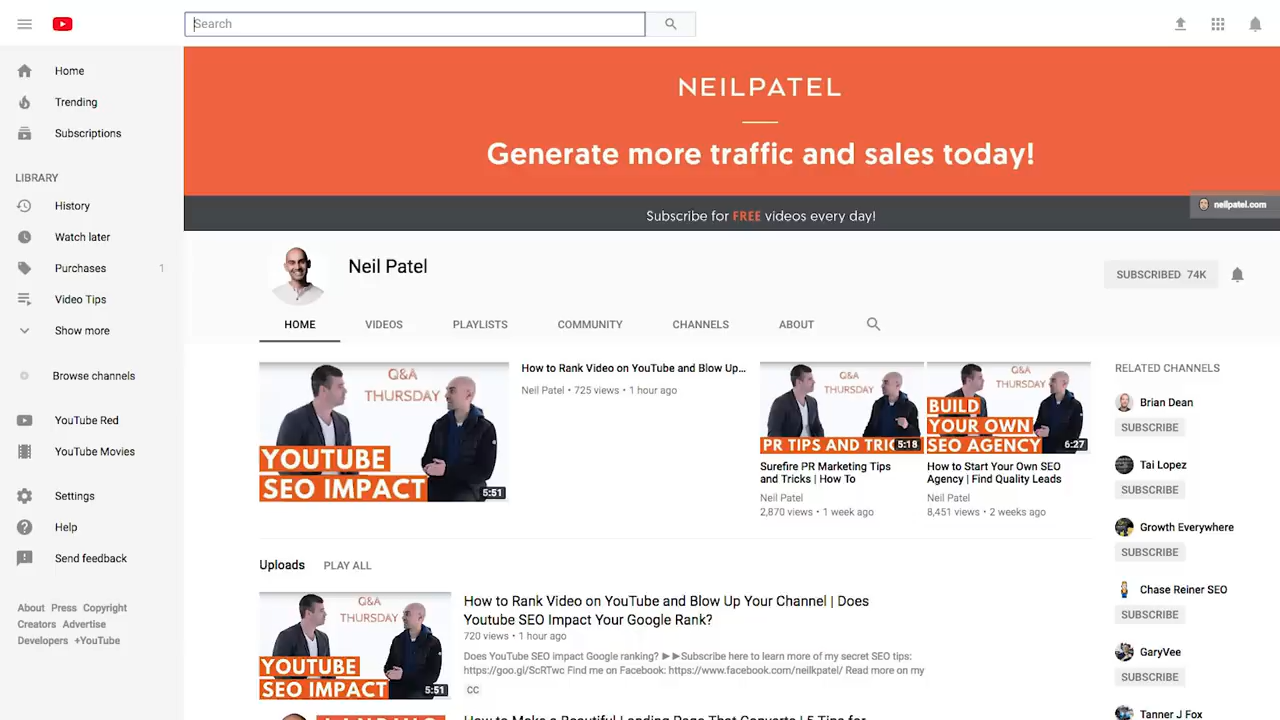 Search
Home
Trending
Subscriptions
LIBRARY
History
Watch later
Purchases 1
Video Tips
Show more
Browse channels
YouTube Red
YouTube Movies
Settings
Help
Send feedback
About Press Copyright
Creators Advertise
Developers +YouTube
NEILPATEL
Generate more traffic and sales today!
Subscribe for FREE videos every day!
neilpatel.com
Neil Patel
SUBSCRIBED 74K
HOME VIDEOS PLAYLISTS COMMUNITY CHANNELS ABOUT
Q&A
THURSDAY
YOUTUBE
SEO IMPACT
5:51
How to Rank Video on YouTube and Blow Up...
Neil Patel • 725 views • 1 hour ago
Q&A
THURSDAY
PR TIPS AND TRIC
5:18
Surefire PR Marketing Tips
and Tricks | How To
Neil Patel
2,870 views • 1 week ago
Q&A
THURSDAY
BUILD
YOUR OWN
SEO AGENCY
6:27
How to Start Your Own SEO
Agency | Find Quality Leads
Neil Patel
8,451 views • 2 weeks ago
Uploads PLAY ALL
Q&A
THURSDAY
YOUTUBE
SEO IMPACT
5:51
How to Rank Video on YouTube and Blow Up Your Channel | Does
Youtube SEO Impact Your Google Rank?
720 views • 1 hour ago
Does YouTube SEO impact Google ranking? ►►Subscribe here to learn more of my secret SEO tips:
https://goo.gl/ScRTwc Find me on Facebook: https://www.facebook.com/neilkpatel/ Read more on my
CC
How to Make a Beautiful Landing Page That Converts | 5 Tips for
RELATED CHANNELS
Brian Dean
SUBSCRIBE
Tai Lopez
SUBSCRIBE
Growth Everywhere
SUBSCRIBE
Chase Reiner SEO
SUBSCRIBE
GaryVee
SUBSCRIBE
Tanner J Fox